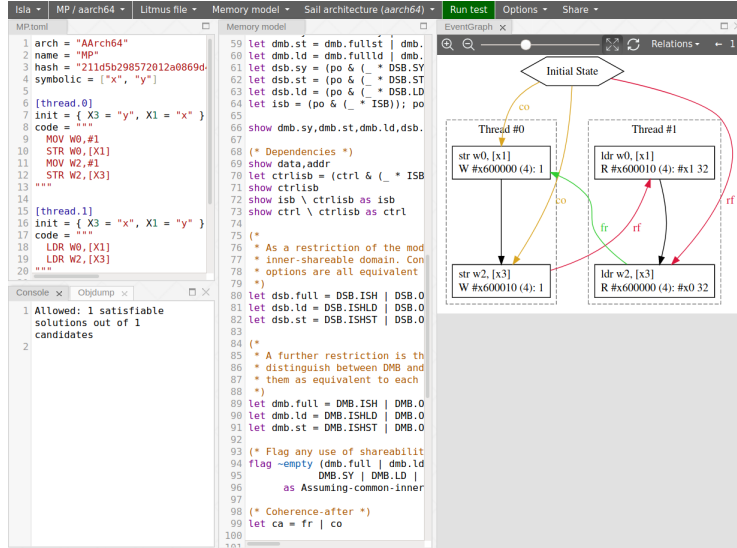 Isla
MP / aarch64
Litmus file
Memory model
Sail architecture (aarch64)
Run test
Options
Share
MP.toml
1 arch = "AArch64"
2 name = "MP"
3 hash = "211d5b298572012a0869d
4 symbolic = ["x", "y"]
5
6 [thread.0]
7 init = { X3 = "y", X1 = "x" }
8 code = """
9 MOV W0,#1
10 STR W0,[X1]
11 MOV W2,#1
12 STR W2,[X3]
13 """
14
15 [thread.1]
16 init = { X3 = "x", X1 = "y" }
17 code = """
18 LDR W0,[X1]
19 LDR W2,[X3]
20 """
Console x
Objdump x
1 Allowed: 1 satisfiable
solutions out of 1
candidates
2
Memory model
59 let dmb.st = dmb.fullst | dmb.
60 let dmb.ld = dmb.fullld | dmb.
61 let dsb.sy = (po & (_ * DSB.SY
62 let dsb.st = (po & (_ * DSB.ST
63 let dsb.ld = (po & (_ * DSB.LD
64 let isb = (po & (_ * ISB)); po
65
66 show dmb.sy,dmb.st,dmb.ld,dsb.
67
68 (* Dependencies *)
69 show data,addr
70 let ctrlisb = (ctrl & (_ * ISB
71 show ctrlisb
72 show isb \ ctrlisb as isb
73 show ctrl \ ctrlisb as ctrl
74
75 (*
76 * As a restriction of the mod
77 * inner-shareable domain. Con
78 * options are all equivalent
79 *)
80 let dsb.full = DSB.ISH | DSB.O
81 let dsb.ld = DSB.ISHLD | DSB.O
82 let dsb.st = DSB.ISHST | DSB.O
83
84 (*
85 * A further restriction is th
86 * distinguish between DMB and
87 * them as equivalent to each
88 *)
89 let dmb.full = DMB.ISH | DMB.O
90 let dmb.ld = DMB.ISHLD | DMB.O
91 let dmb.st = DMB.ISHST | DMB.O
92
93 (* Flag any use of shareabilit
94 flag ~empty (dmb.full | dmb.ld
95 DMB.SY | DMB.LD |
96 as Assuming-common-inner
97
98 (* Coherence-after *)
99 let ca = fr | co
100
EventGraph x
Relations
← 1
Initial State
co
Thread #0
Thread #1
str w0, [x1]
W #x600000 (4): 1
ldr w0, [x1]
R #x600010 (4): #x1 32
co
fr
rf
rf
str w2, [x3]
W #x600010 (4): 1
ldr w2, [x3]
R #x600000 (4): #x0 32